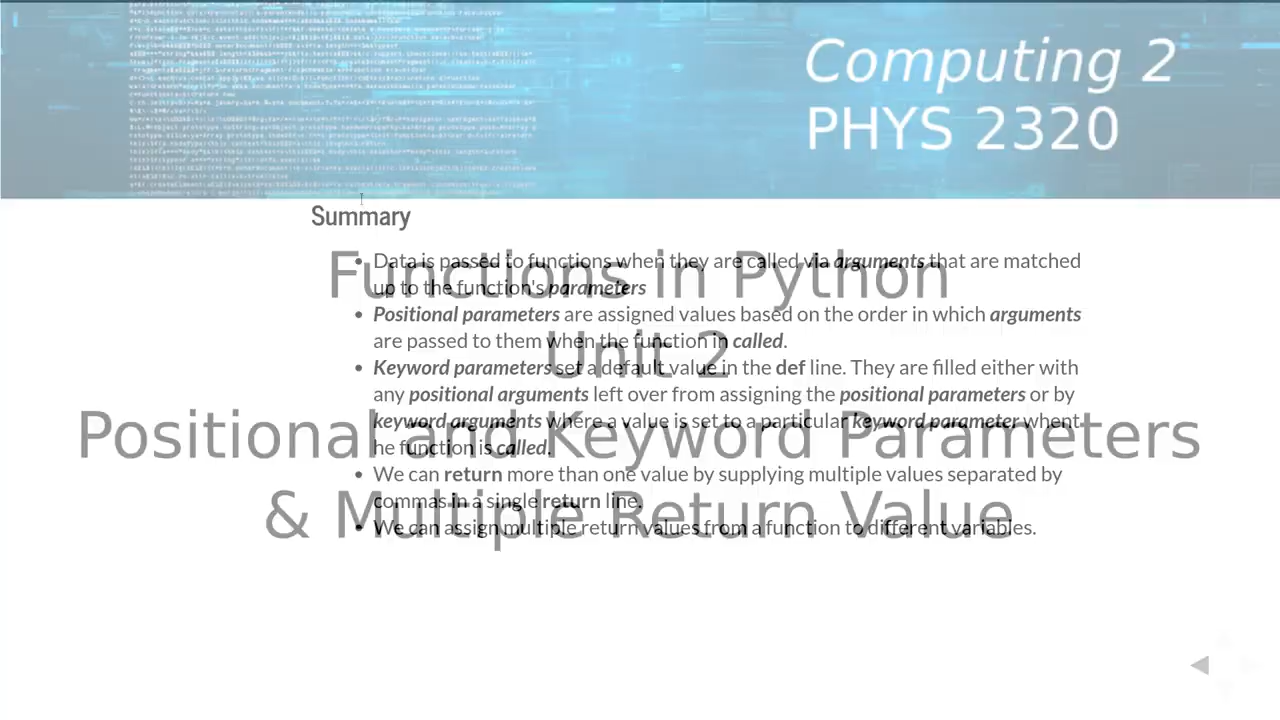 Computing 2
PHYS 2320
Summary
Data is passed to functions when they are called via arguments that are matched
up to the function's parameters
Positional parameters are assigned values based on the order in which arguments
are passed to them when the function in called.
Keyword parameters set a default value in the def line. They are filled either with
any positional arguments left over from assigning the positional parameters or by
keyword arguments where a value is set to a particular keyword parameter whent
he function is called.
We can return more than one value by supplying multiple values separated by
commas in a single return line.
We can assign multiple return values from a function to different variables.
Functions in Python
Unit 2
Positional and Keyword Parameters
& Multiple Return Value